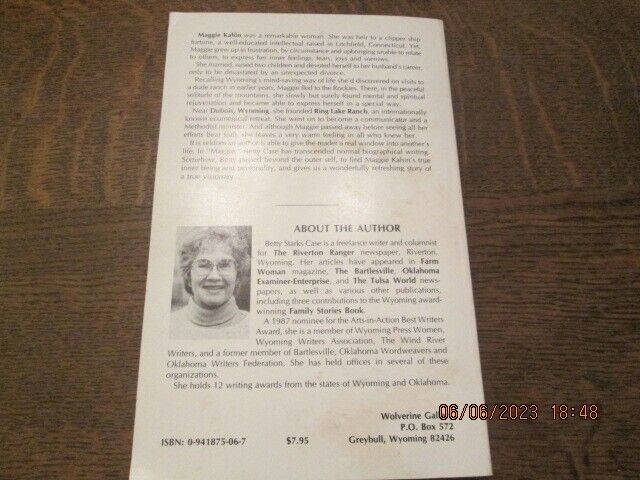 Maggie Kahin was a remarkable woman. She was heir to a clipper ship
fortune, a well-educated intellectual raised in Litchfield, Connecticut. Yet,
Maggie grew up in frustration, by circumstance and upbringing unable to relate
to others, to express her inner feelings, fears, joys and sorrows.
She married, raised two children and devoted herself to her husband's career,
only to be devastated by an unexpected divorce.
Recalling Wyoming's mind-saving way of life she'd discovered on visits to
a dude ranch in earlier years, Maggie fled to the Rockies. There, in the peaceful
solitude of the mountains, she slowly but surely found mental and spiritual
rejuvenation and became able to express herself in a special way.
Near Dubois, Wyoming, she founded Ring Lake Ranch, an internationally
known ecumenical retreat. She went on to become a communicator and a
Methodist minister. And although Maggie passed away before seeing all her
efforts bear fruit, she leaves a very warm feeling in all who knew her.
It is seldom an author is able to give the reader a real window into another's
life. In "Maggie," Betty Case has transcended normal biographical writing.
Somehow, Betty passed beyond the outer self, to find Maggie Kahin's true
inner being and personality, and gives us a wonderfully refreshing story of
a true visionary.
ABOUT THE AUTHOR
Betty Starks Case is a freelance writer and columnist
for The Riverton Ranger newspaper, Riverton,
Wyoming. Her articles have appeared in Farm
Woman magazine, The Bartlesville, Oklahoma
Examiner-Enterprise, and The Tulsa World news-
papers, as well as various other publications,
including three contributions to the Wyoming award-
winning Family Stories Book.
A 1987 nominee for the Arts-in-Action Best Writers
Award, she is a member of Wyoming Press Women,
Wyoming Writers Association, The Wind River
Writers, and a former member of Bartlesville, Oklahoma Wordweavers and
Oklahoma Writers Federation. She has held offices in several of these
organizations.
She holds 12 writing awards from the states of Wyoming and Oklahoma.
Wolverine Gal
P.O. Box 572
ISBN: 0-941875-06-7 $7.95 Greybull, Wyoming 82426
06/06/2023 18:48